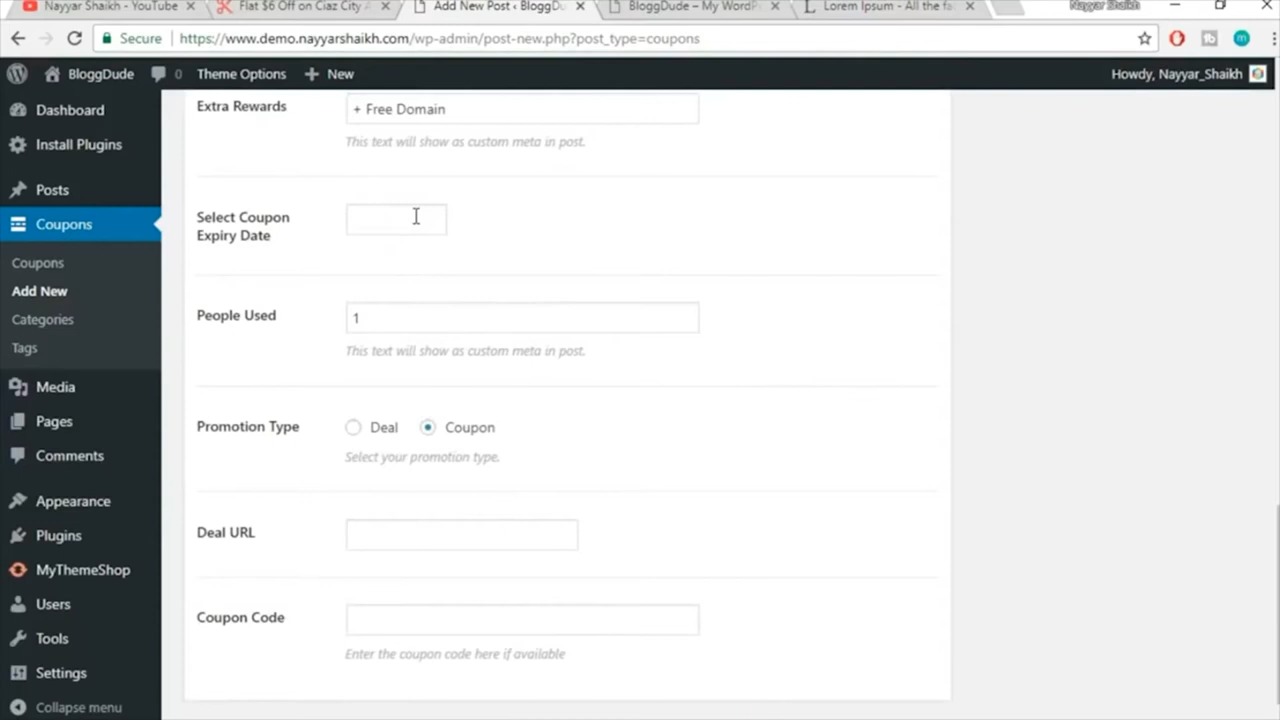 Nayyar Shaikh - YouTube
Flat $6 Off on Ciaz City A
Add New Post ‹ BloggDu
BloggDude – My WordP
Lorem Ipsum - All the fa
Nayyar Shaikh
Secure
https://www.demo.nayyarshaikh.com/wp-admin/post-new.php?post_type=coupons
BloggDude
0
Theme Options
New
Howdy, Nayyar_Shaikh
Dashboard
Install Plugins
Posts
Coupons
Coupons
Add New
Categories
Tags
Media
Pages
Comments
Appearance
Plugins
MyThemeShop
Users
Tools
Settings
Collapse menu
Extra Rewards
+ Free Domain
This text will show as custom meta in post.
Select Coupon
Expiry Date
People Used
1
This text will show as custom meta in post.
Promotion Type
Deal
Coupon
Select your promotion type.
Deal URL
Coupon Code
Enter the coupon code here if available